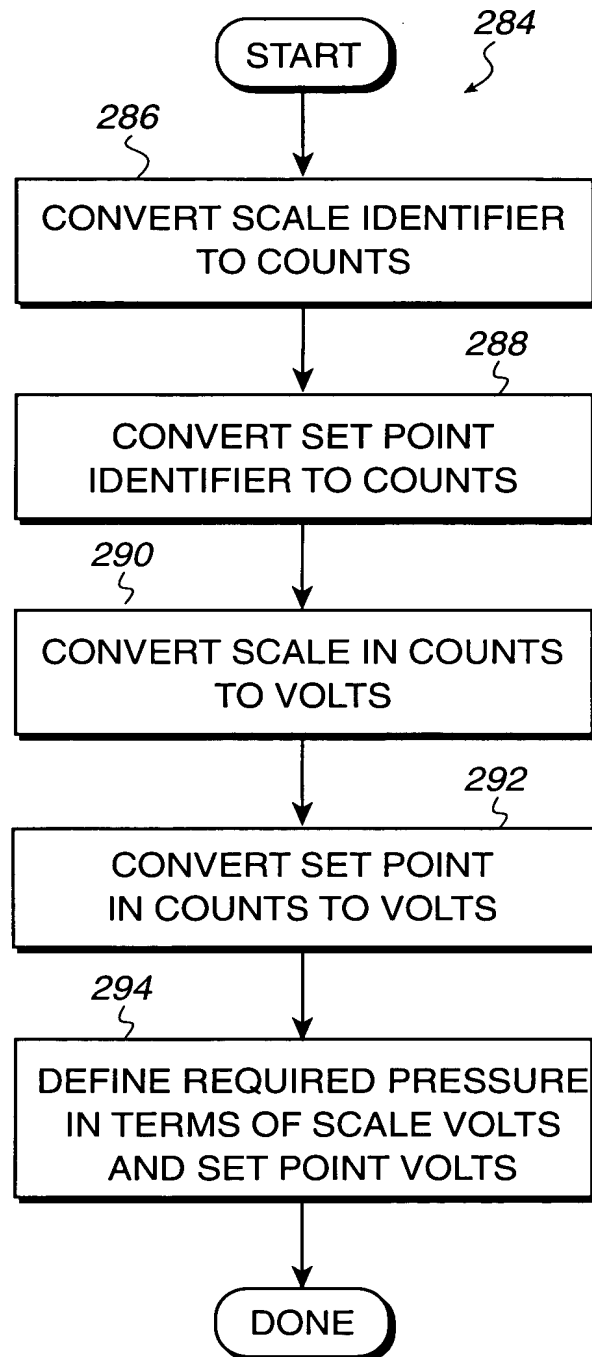 START
284
286
CONVERT SCALE IDENTIFIER
TO COUNTS
288
CONVERT SET POINT
IDENTIFIER TO COUNTS
290
CONVERT SCALE IN COUNTS
TO VOLTS
292
CONVERT SET POINT
IN COUNTS TO VOLTS
294
DEFINE REQUIRED PRESSURE
IN TERMS OF SCALE VOLTS
AND SET POINT VOLTS
DONE